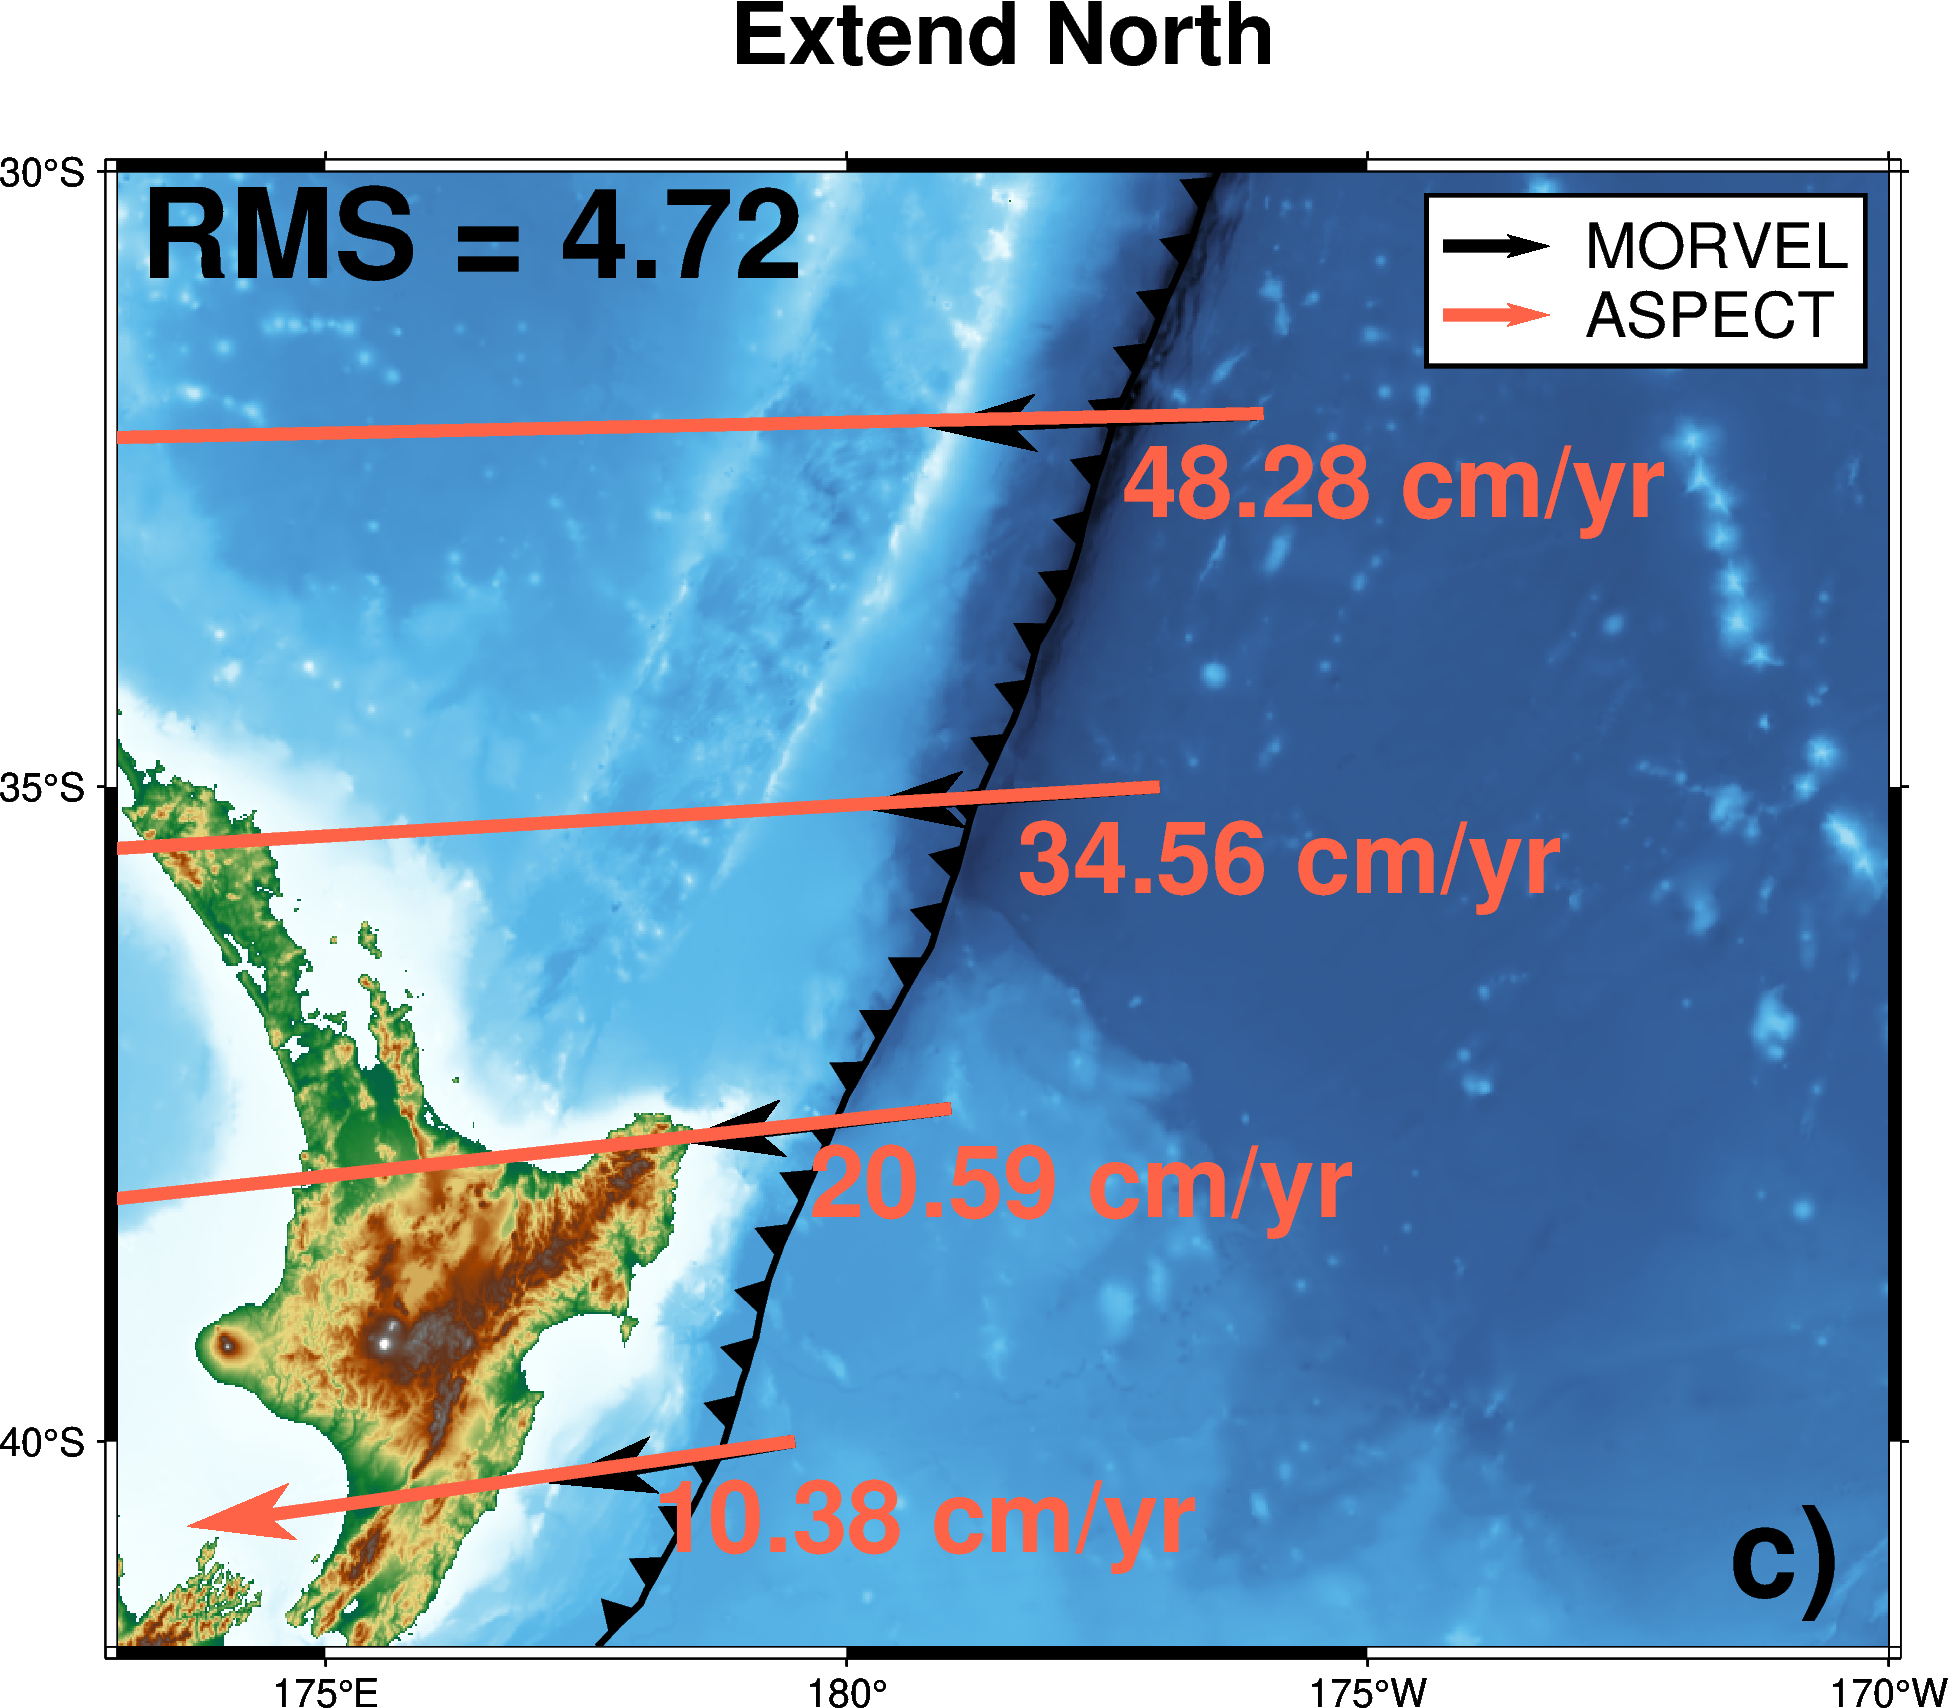 Extend North
30°S
RMS = 4.72
MORVEL
ASPECT
48.28 cm/yr
35°S
34.56 cm/yr
20.59 cm/yr
40°S
10.38 cm/yr
c)
175°E
180°
175°W
170°W